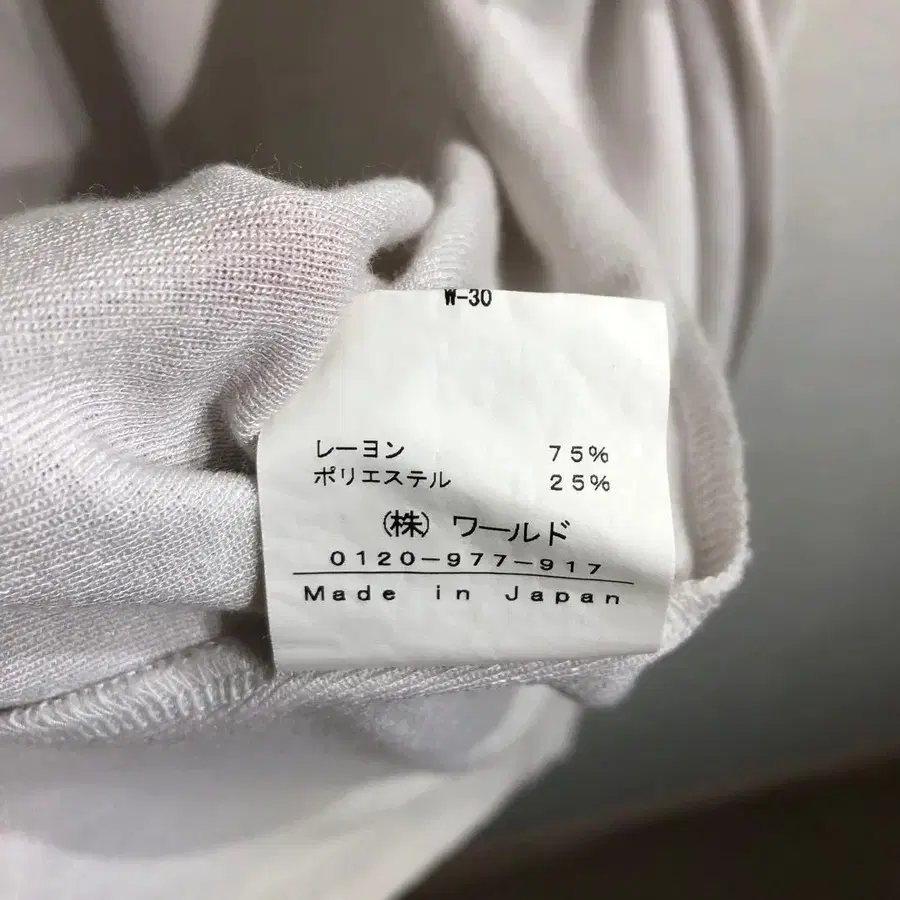 W-30
レーヨン 75%
ポリエステル 25%
(株) ワールド
0120-977-917
Made in Japan